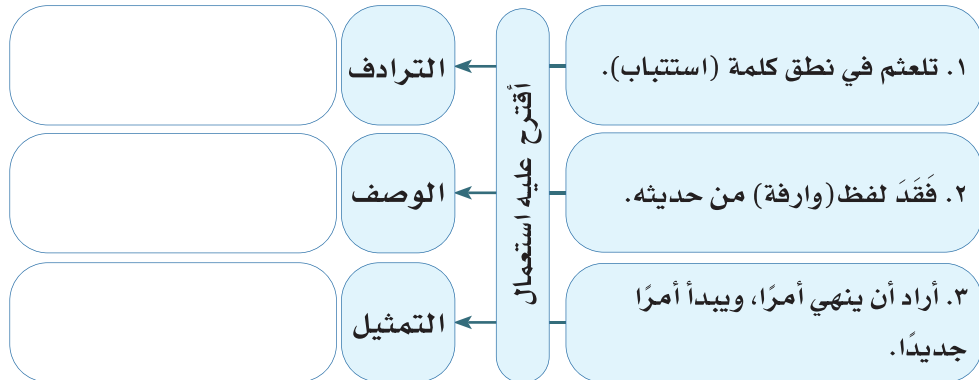 ١. تلعثم في نطق كلمة (استتباب).
أقترح عليه استعمال
الترادف
٢. فَقَدَ لفظ(وارفة) من حديثه.
الوصف
٣. أراد أن ينهي أمرًا، ويبدأ أمرًا
جديدًا.
التمثيل